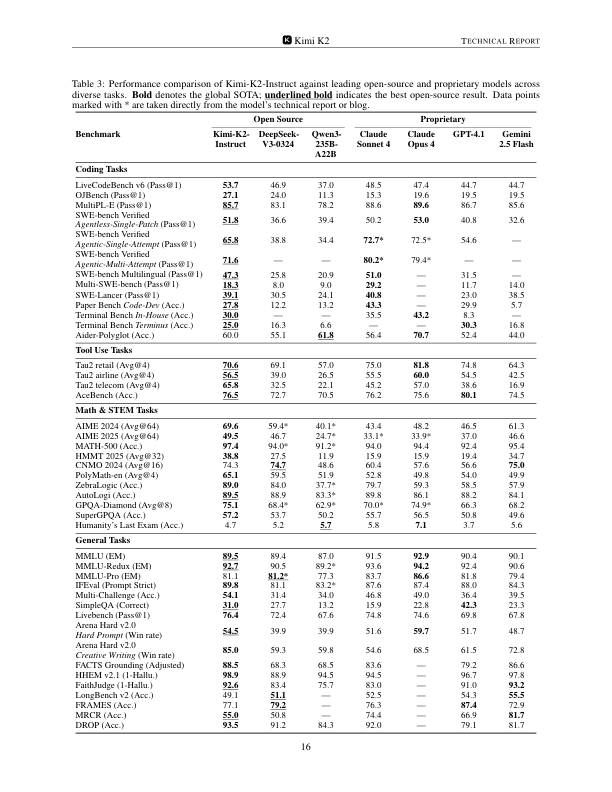 Kimi K2 TECHNICAL REPORT
Table 3: Performance comparison of Kimi-K2-Instruct against leading open-source and proprietary models across
diverse tasks. Bold denotes the global SOTA; underlined bold indicates the best open-source result. Data points
marked with * are taken directly from the model's technical report or blog.
Open Source Proprietary
Benchmark Kimi-K2- DeepSeek- Qwen3- Claude Claude GPT-4.1 Gemini
Instruct V3-0324 235B- Sonnet 4 Opus 4 2.5 Flash
A22B
Coding Tasks
LiveCodeBench v6 (Pass@1) 53.7 46.9 37.0 48.5 47.4 44.7 44.7
OJBench (Pass@1) 27.1 24.0 11.3 15.3 19.6 19.5 19.5
MultiPL-E (Pass@1) 85.7 83.1 78.2 88.6 89.6 86.7 85.6
SWE-bench Verified
Agentless-Single-Patch (Pass@1) 51.8 36.6 39.4 50.2 53.0 40.8 32.6
SWE-bench Verified
Agentic-Single-Attempt (Pass@1) 65.8 38.8 34.4 72.7* 72.5* 54.6 —
SWE-bench Verified
Agentic-Multi-Attempt (Pass@1) 71.6 — — 80.2* 79.4* — —
SWE-bench Multilingual (Pass@1) 47.3 25.8 20.9 51.0 — 31.5 —
Multi-SWE-bench (Pass@1) 18.3 8.0 9.0 29.2 — 11.7 14.0
SWE-Lancer (Pass@1) 39.1 30.5 24.1 40.8 — 23.0 38.5
Paper Bench Code-Dev (Acc.) 27.8 12.2 13.2 43.3 — 29.9 5.7
Terminal Bench In-House (Acc.) 30.0 — — 35.5 43.2 8.3 —
Terminal Bench Terminus (Acc.) 25.0 16.3 6.6 — — 30.3 16.8
Aider-Polyglot (Acc.) 60.0 55.1 61.8 56.4 70.7 52.4 44.0
Tool Use Tasks
Tau2 retail (Avg@4) 70.6 69.1 57.0 75.0 81.8 74.8 64.3
Tau2 airline (Avg@4) 56.5 39.0 26.5 55.5 60.0 54.5 42.5
Tau2 telecom (Avg@4) 65.8 32.5 22.1 45.2 57.0 38.6 16.9
AceBench (Acc.) 76.5 72.7 70.5 76.2 75.6 80.1 74.5
Math & STEM Tasks
AIME 2024 (Avg@64) 69.6 59.4* 40.1* 43.4 48.2 46.5 61.3
AIME 2025 (Avg@64) 49.5 46.7 24.7* 33.1* 33.9* 37.0 46.6
MATH-500 (Acc.) 97.4 94.0* 91.2* 94.0 94.4 92.4 95.4
HMMT 2025 (Avg@32) 38.8 27.5 11.9 15.9 15.9 19.4 34.7
CNMO 2024 (Avg@16) 74.3 74.7 48.6 60.4 57.6 56.6 75.0
PolyMath-en (Avg@4) 65.1 59.5 51.9 52.8 49.8 54.0 49.9
ZebraLogic (Acc.) 89.0 84.0 37.7* 79.7 59.3 58.5 57.9
AutoLogi (Acc.) 89.5 88.9 83.3* 89.8 86.1 88.2 84.1
GPQA-Diamond (Avg@8) 75.1 68.4* 62.9* 70.0* 74.9* 66.3 68.2
SuperGPQA (Acc.) 57.2 53.7 50.2 55.7 56.5 50.8 49.6
Humanity's Last Exam (Acc.) 4.7 5.2 5.7 5.8 7.1 3.7 5.6
General Tasks
MMLU (EM) 89.5 89.4 87.0 91.5 92.9 90.4 90.1
MMLU-Redux (EM) 92.7 90.5 89.2* 93.6 94.2 92.4 90.6
MMLU-Pro (EM) 81.1 81.2* 77.3 83.7 86.6 81.8 79.4
IFEval (Prompt Strict) 89.8 81.1 83.2* 87.6 87.4 88.0 84.3
Multi-Challenge (Acc.) 54.1 31.4 34.0 46.8 49.0 36.4 39.5
SimpleQA (Correct) 31.0 27.7 13.2 15.9 22.8 42.3 23.3
Livebench (Pass@1) 76.4 72.4 67.6 74.8 74.6 69.8 67.8
Arena Hard v2.0
Hard Prompt (Win rate) 54.5 39.9 39.9 51.6 59.7 51.7 48.7
Arena Hard v2.0
Creative Writing (Win rate) 85.0 59.3 59.8 54.6 68.5 61.5 72.8
FACTS Grounding (Adjusted) 88.5 68.3 68.5 83.6 — 79.2 86.6
HHEM v2.1 (1-Hallu.) 98.9 88.9 94.5 94.5 — 96.7 97.8
FaithJudge (1-Hallu.) 92.6 83.4 75.7 83.0 — 91.0 93.2
LongBench v2 (Acc.) 49.1 51.1 — 52.5 — 54.3 55.5
FRAMES (Acc.) 77.1 79.2 — 76.3 — 87.4 72.9
MRCR (Acc.) 55.0 50.8 — 74.4 — 66.9 81.7
DROP (Acc.) 93.5 91.2 84.3 92.0 — 79.1 81.7
16